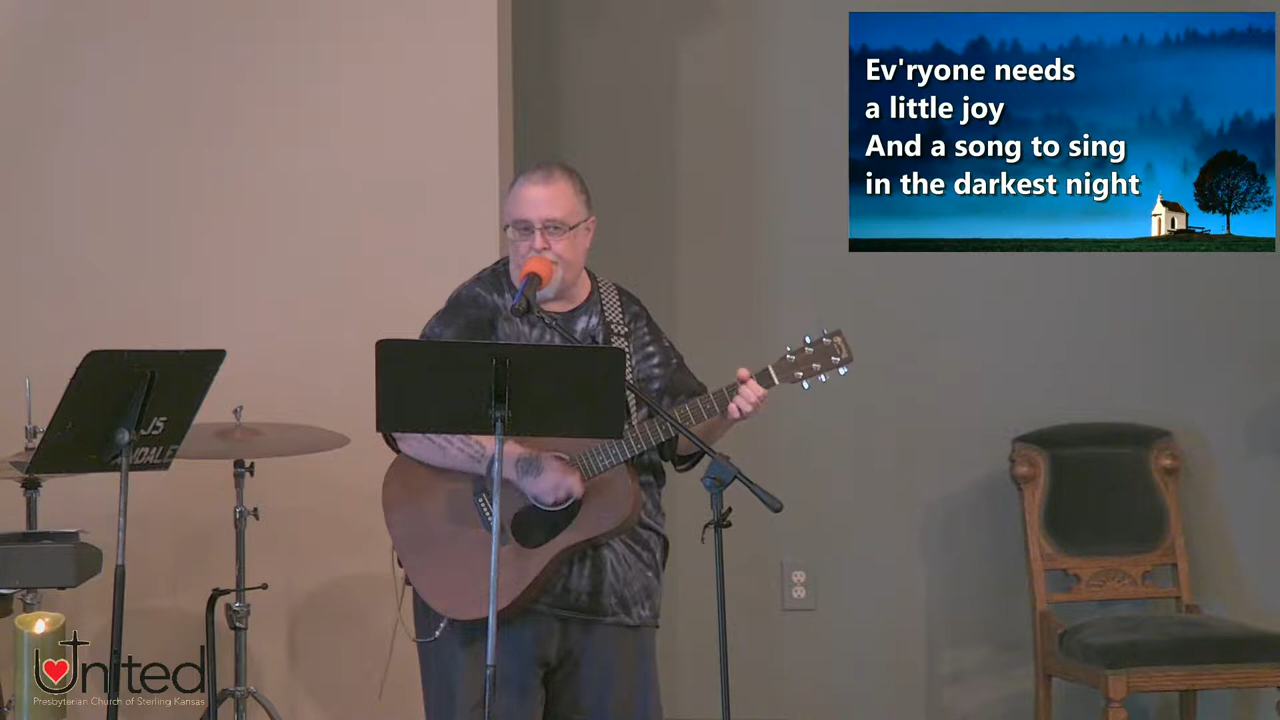 Ev'ryone needs
a little joy
And a song to sing
in the darkest night
JS
United
Presbyterian Church of Sterling Kansas